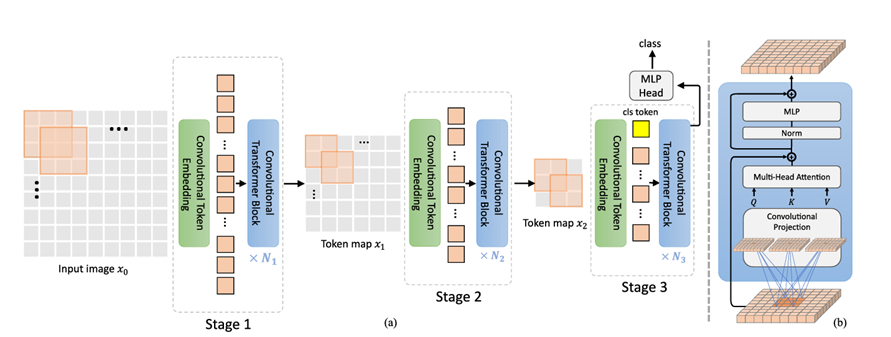 Input image x₀
Convolutional Token
Embedding
Convolutional
Transformer Block
× N₁
Stage 1
Token map x₁
(a)
Convolutional Token
Embedding
Convolutional
Transformer Block
× N₂
Stage 2
Token map x₂
class
MLP
Head
cls token
Convolutional Token
Embedding
Convolutional
Transformer Block
× N₃
Stage 3
MLP
Norm
Multi-Head Attention
Q K V
Convolutional
Projection
(b)